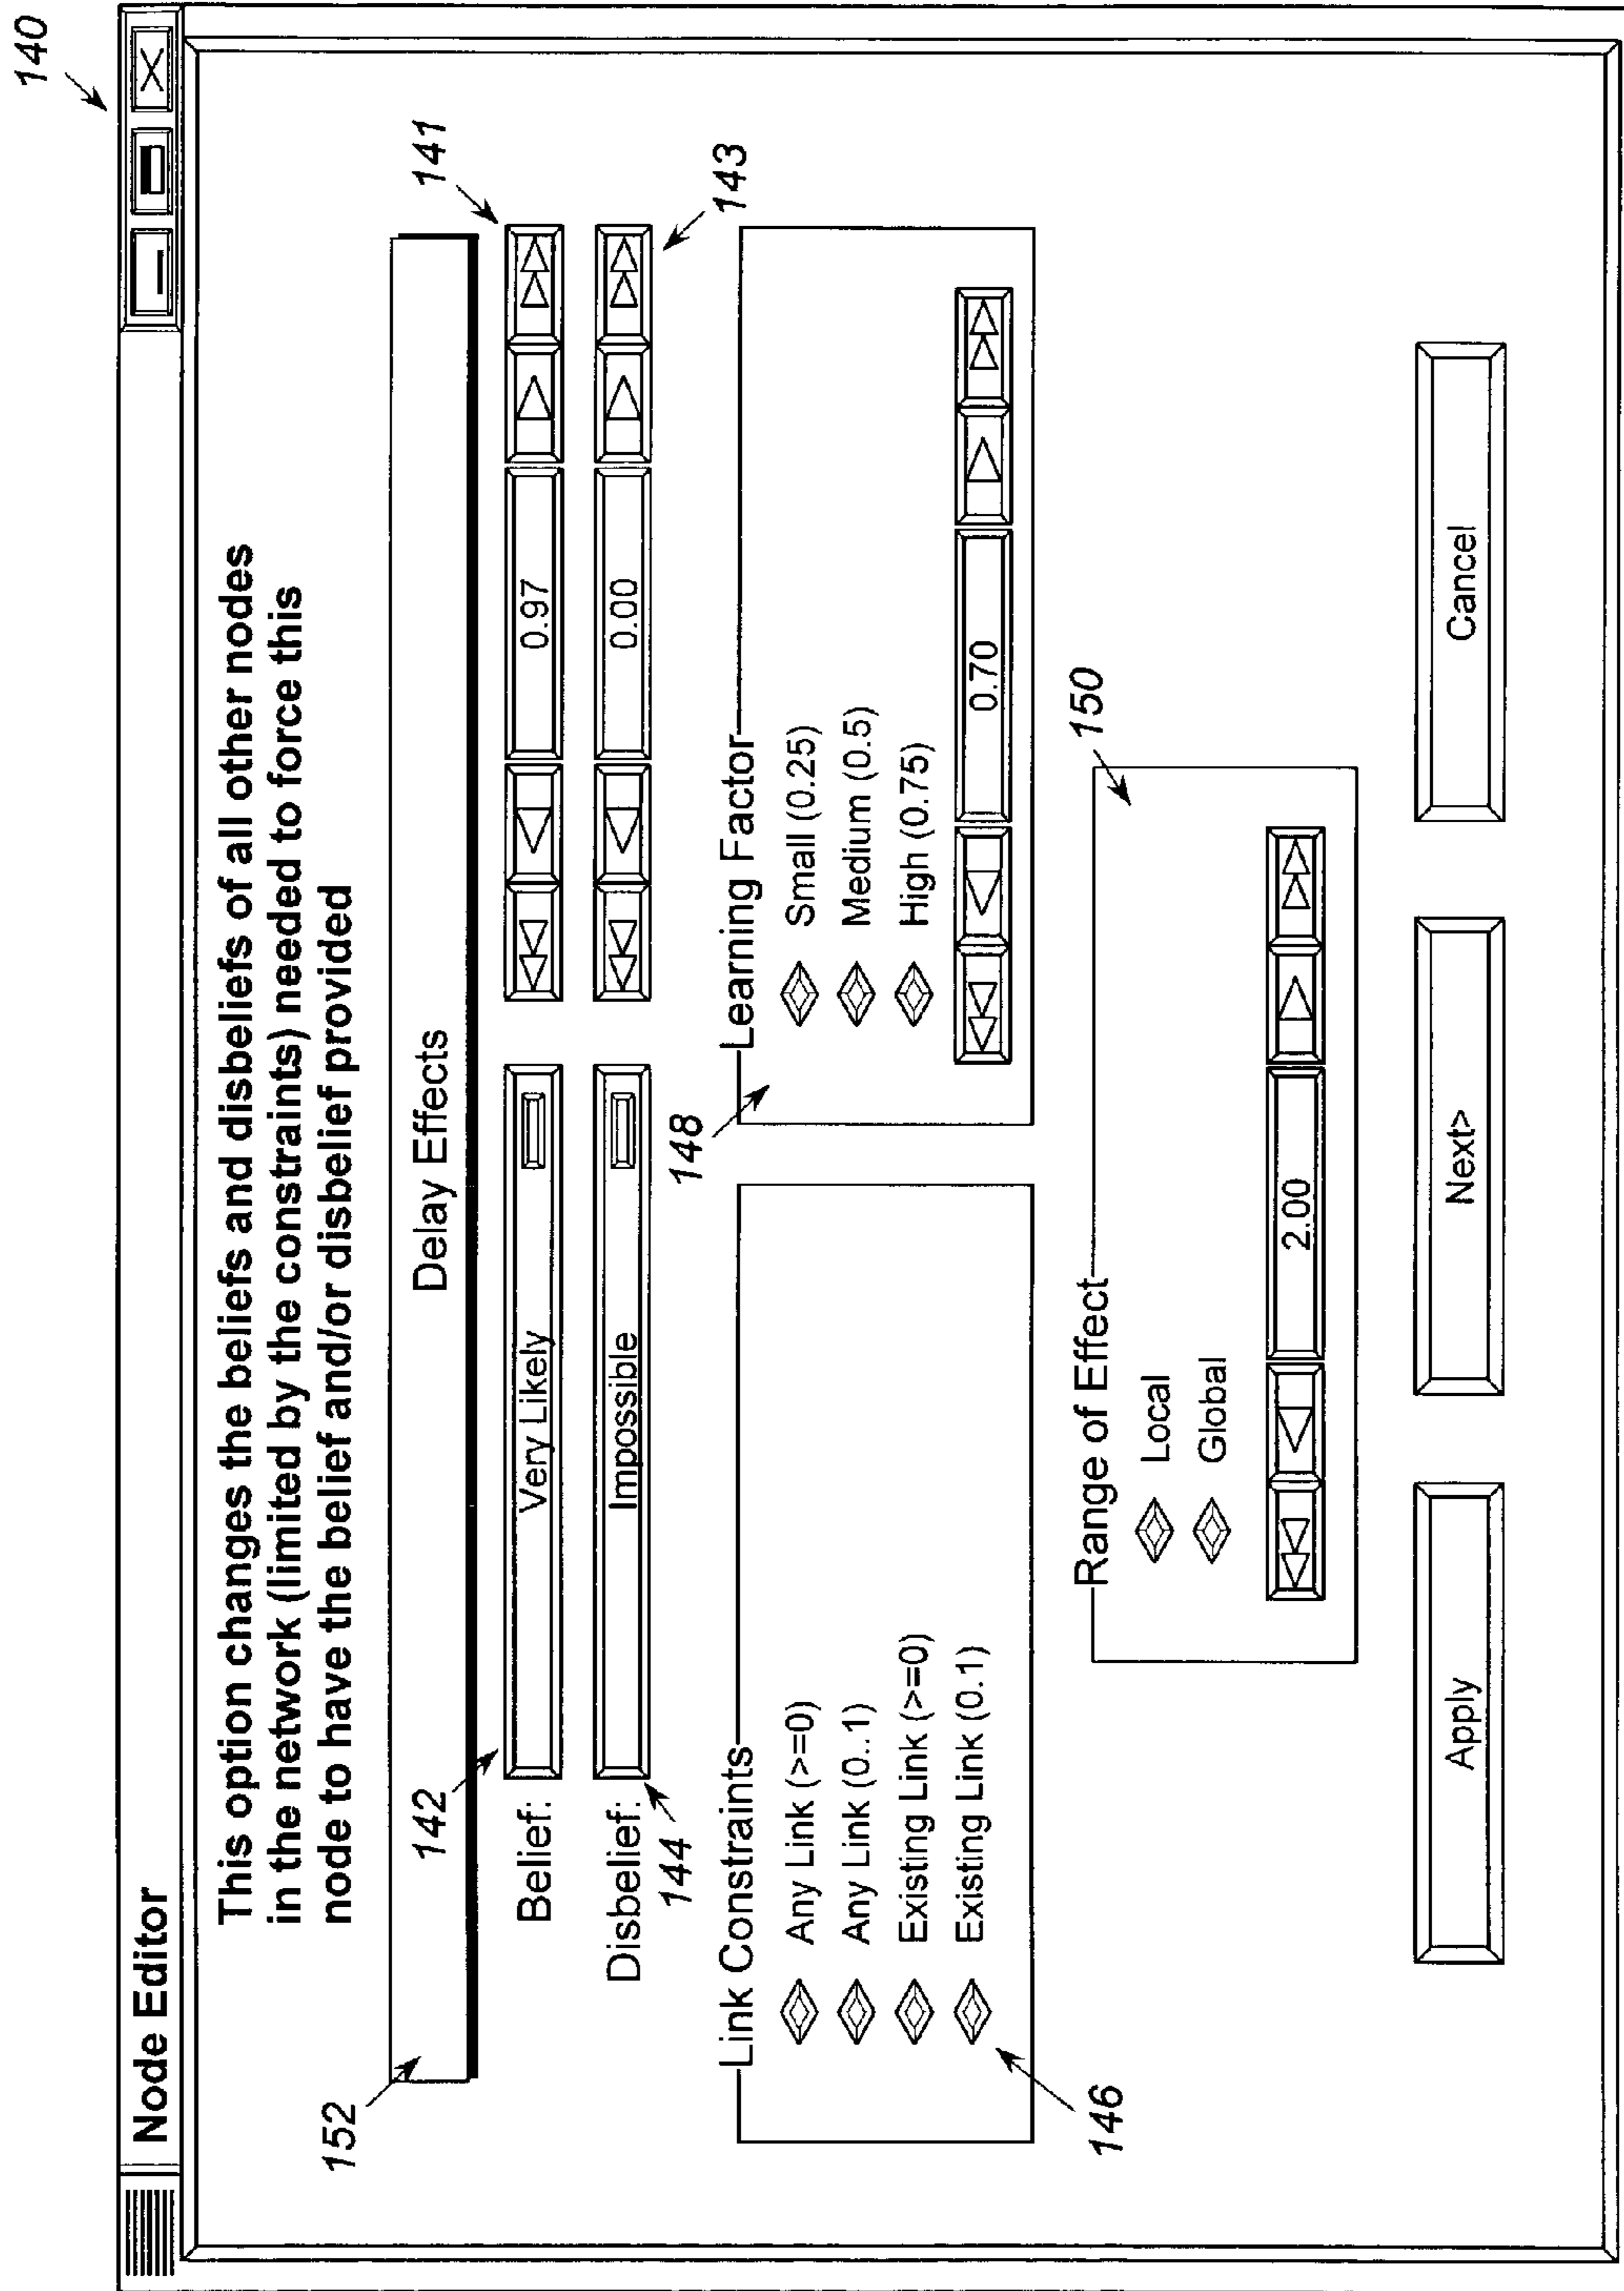 140
Node Editor
This option changes the beliefs and disbeliefs of all other nodes
in the network (limited by the constraints) needed to force this
node to have the belief and/or disbelief provided
152
Delay Effects
142
141
Belief:
Very Likely
0.97
Disbelief:
Impossible
0.00
144
143
148
Link Constraints
Any Link (>=0)
Any Link (0..1)
Existing Link (>=0)
Existing Link (0.1)
146
Learning Factor
Small (0.25)
Medium (0.5)
High (0.75)
0.70
150
Range of Effect
Local
Global
2.00
Apply
Next>
Cancel